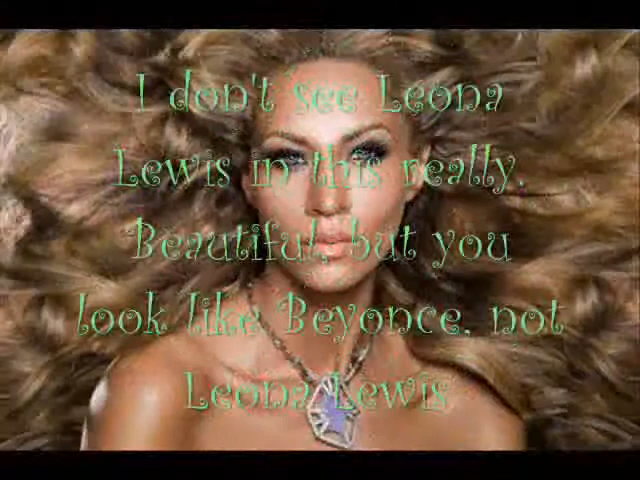 I don't see Leona
Lewis in this really.
Beautiful, but you
look like Beyonce, not
Leona Lewis